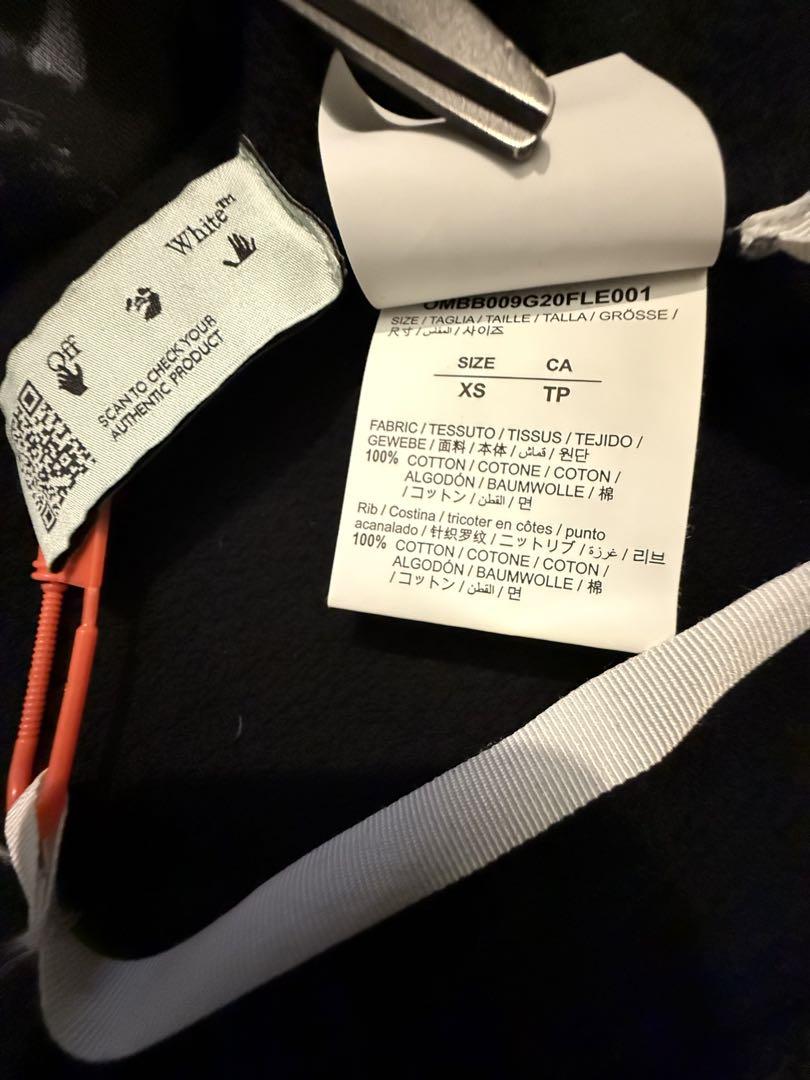 Off White™
SCAN TO CHECK YOUR
AUTHENTIC PRODUCT
OMBB009G20FLE001
SIZE / TAGLIA / TAILLE / TALLA / GRÖSSE /
尺寸 / المقاس / 사이즈
SIZE CA
XS TP
FABRIC / TESSUTO / TISSUS / TEJIDO /
GEWEBE / 面料 / 本体 / قماش / 원단
100% COTTON / COTONE / COTON /
ALGODÓN / BAUMWOLLE / 棉
/ コットン / القطن / 면
Rib / Costina / tricoter en côtes / punto
acanalado / 针织罗纹 / ニットリブ / غرزة / 리브
100% COTTON / COTONE / COTON /
ALGODÓN / BAUMWOLLE / 棉
/ コットン / القطن / 면